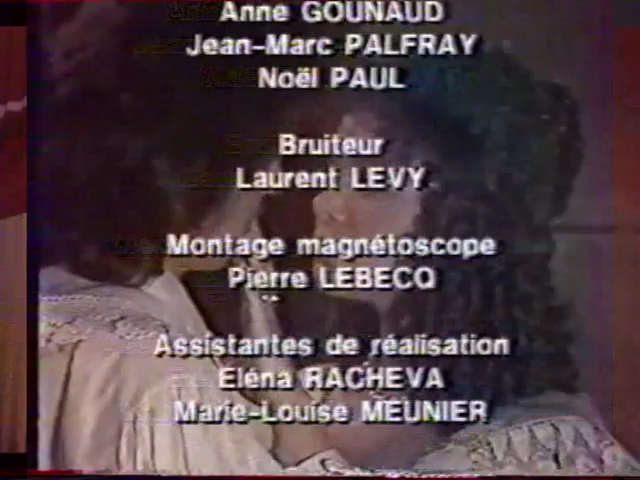 Anne GOUNAUD
Jean-Marc PALFRAY
Noël PAUL
Bruiteur
Laurent LEVY
Montage magnétoscope
Pierre LEBECQ
Assistantes de réalisation
Eléna RACHEVA
Marie-Louise MEUNIER